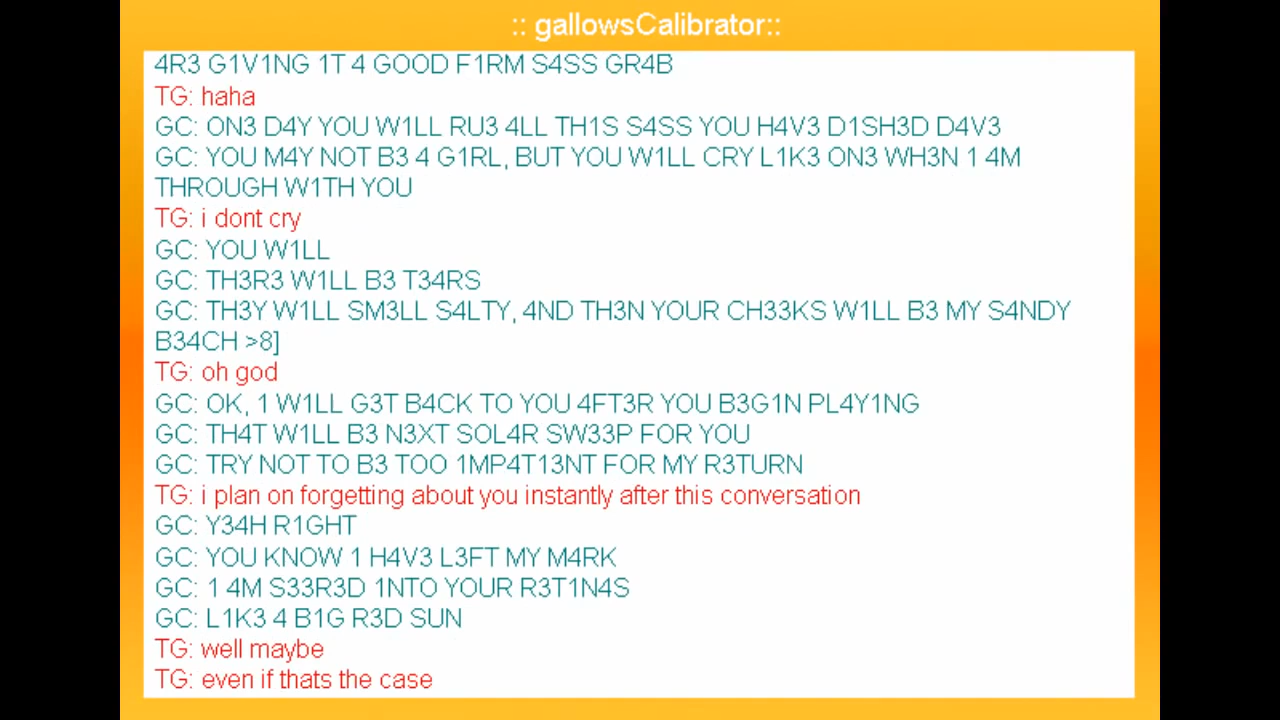 :: gallowsCalibrator::
4R3 G1V1NG 1T 4 GOOD F1RM S4SS GR4B
TG: haha
GC: ON3 D4Y YOU W1LL RU3 4LL TH1S S4SS YOU H4V3 D1SH3D D4V3
GC: YOU M4Y NOT B3 4 G1RL, BUT YOU W1LL CRY L1K3 ON3 WH3N 1 4M
THROUGH W1TH YOU
TG: i dont cry
GC: YOU W1LL
GC: TH3R3 W1LL B3 T34RS
GC: TH3Y W1LL SM3LL S4LTY, 4ND TH3N YOUR CH33KS W1LL B3 MY S4NDY
B34CH >8]
TG: oh god
GC: OK, 1 W1LL G3T B4CK TO YOU 4FT3R YOU B3G1N PL4Y1NG
GC: TH4T W1LL B3 N3XT SOL4R SW33P FOR YOU
GC: TRY NOT TO B3 TOO 1MP4T13NT FOR MY R3TURN
TG: i plan on forgetting about you instantly after this conversation
GC: Y34H R1GHT
GC: YOU KNOW 1 H4V3 L3FT MY M4RK
GC: 1 4M S33R3D 1NTO YOUR R3T1N4S
GC: L1K3 4 B1G R3D SUN
TG: well maybe
TG: even if thats the case